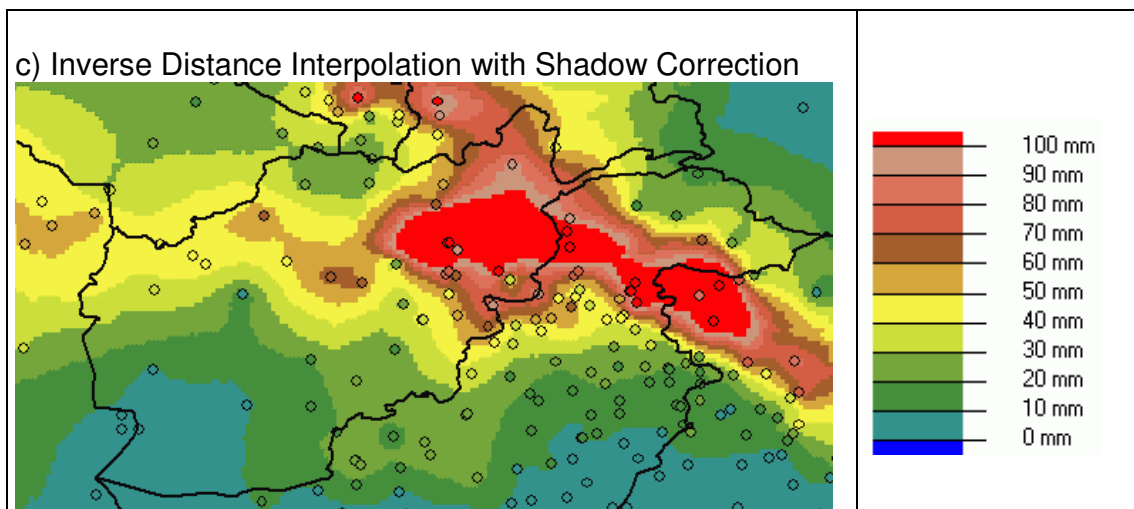 c) Inverse Distance Interpolation with Shadow Correction
100 mm
90 mm
80 mm
70 mm
60 mm
50 mm
40 mm
30 mm
20 mm
10 mm
0 mm